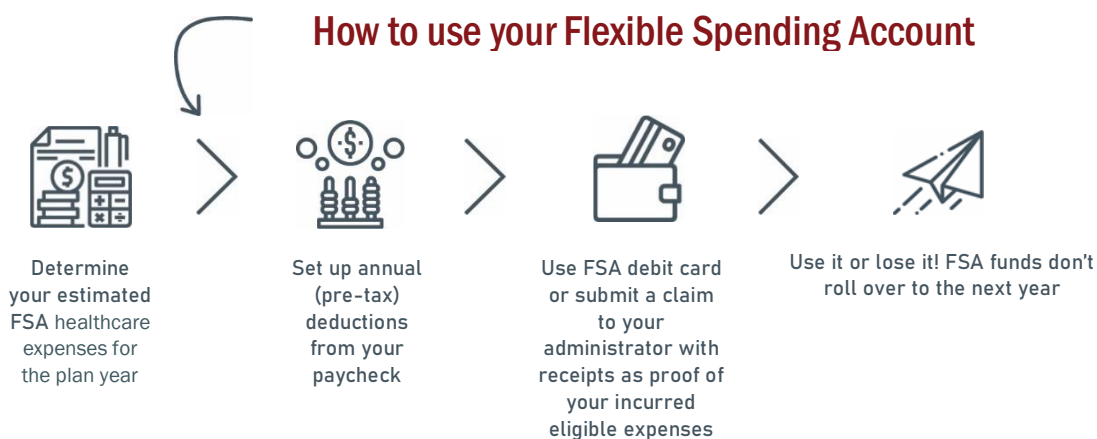 How to use your Flexible Spending Account
Determine
your estimated
FSA healthcare
expenses for
the plan year
Set up annual
(pre-tax)
deductions
from your
paycheck
Use FSA debit card
or submit a claim
to your
administrator with
receipts as proof of
your incurred
eligible expenses
Use it or lose it! FSA funds don't
roll over to the next year